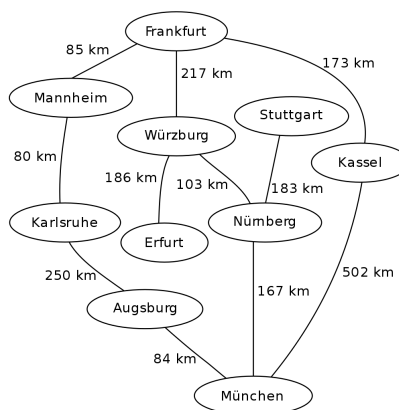 Frankfurt
85 km
173 km
217 km
Mannheim
Stuttgart
Würzburg
80 km
Kassel
186 km
103 km
183 km
Karlsruhe
Nürnberg
Erfurt
250 km
502 km
167 km
Augsburg
84 km
München